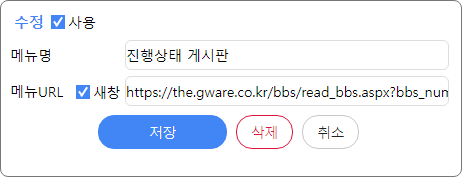 수정 사용
메뉴명 진행상태 게시판
메뉴URL 새창 https://the.gware.co.kr/bbs/read_bbs.aspx?bbs_num
저장 삭제 취소